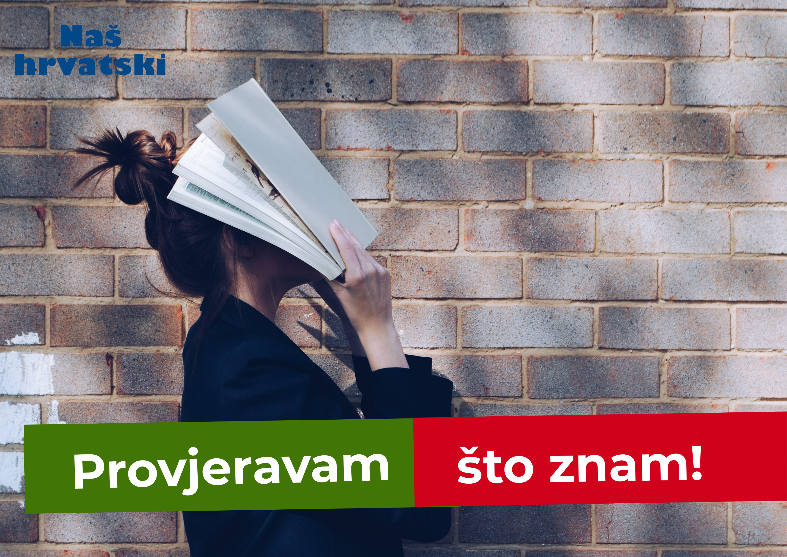 Naš
hrvatski
Provjeravam što znam!